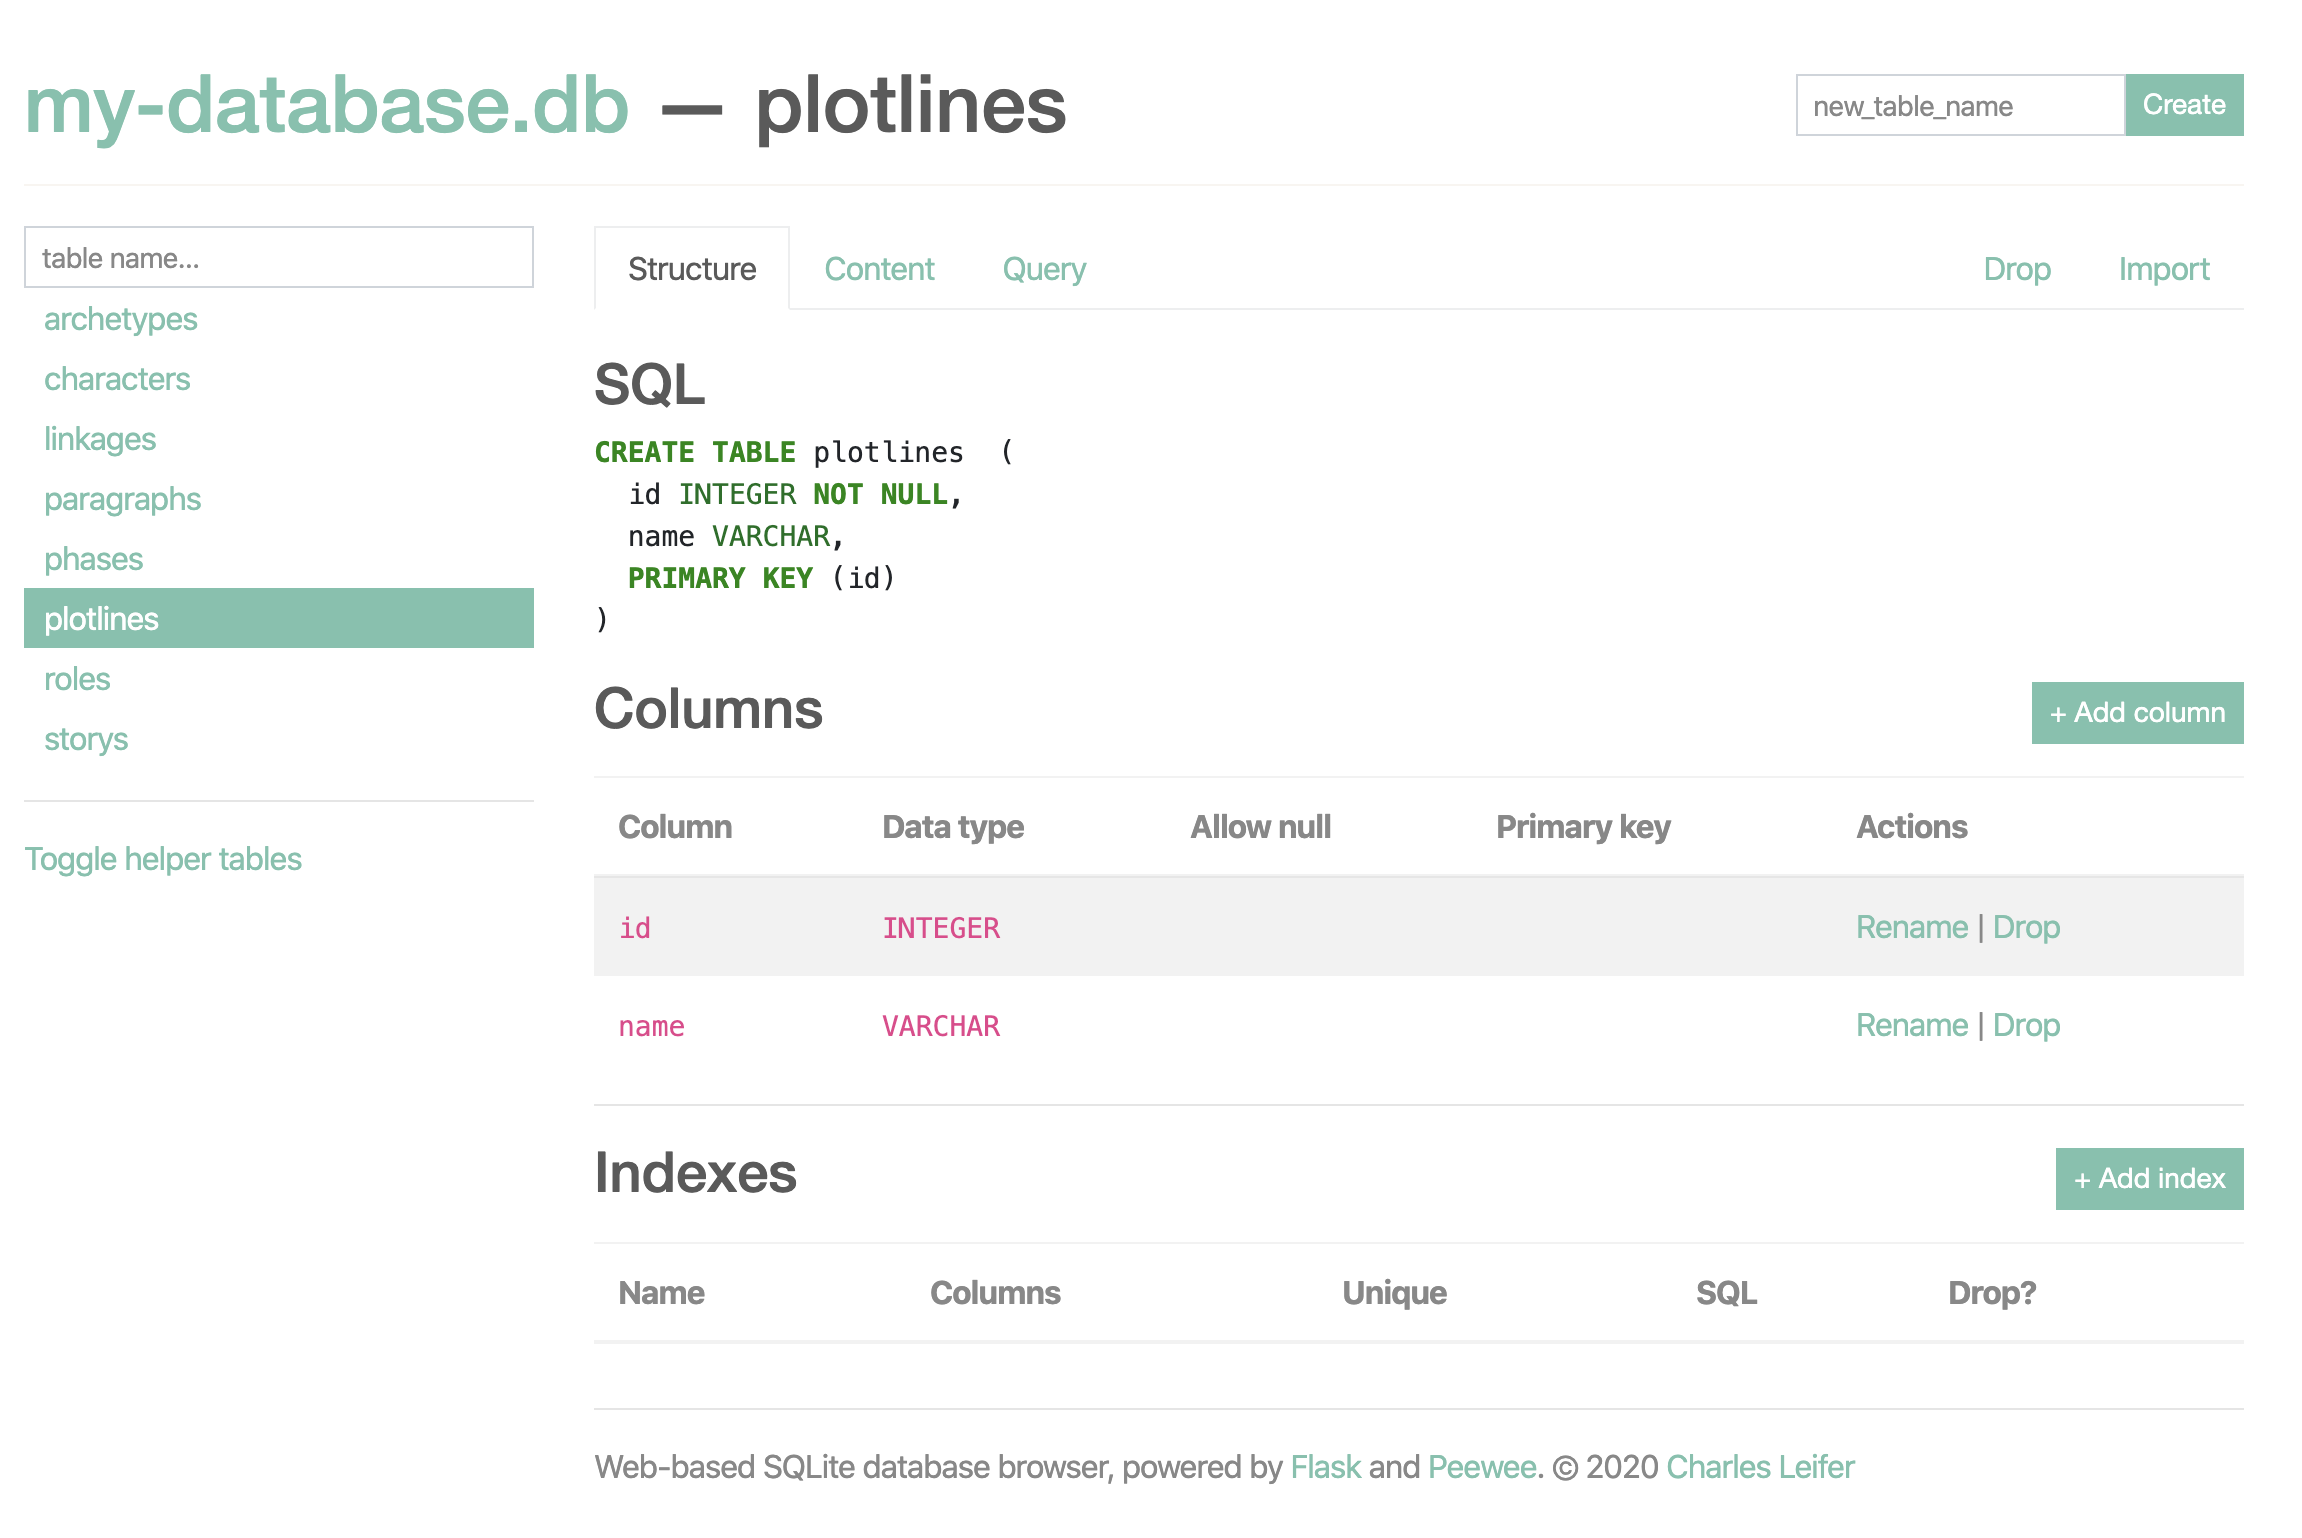 my-database.db — plotlines
new_table_name Create
table name...
archetypes
characters
linkages
paragraphs
phases
plotlines
roles
storys
Toggle helper tables
Structure Content Query Drop Import
SQL
CREATE TABLE plotlines  (
  id INTEGER NOT NULL,
  name VARCHAR,
  PRIMARY KEY (id)
)
Columns + Add column
Column Data type Allow null Primary key Actions
id INTEGER Rename | Drop
name VARCHAR Rename | Drop
Indexes + Add index
Name Columns Unique SQL Drop?
Web-based SQLite database browser, powered by Flask and Peewee. © 2020 Charles Leifer